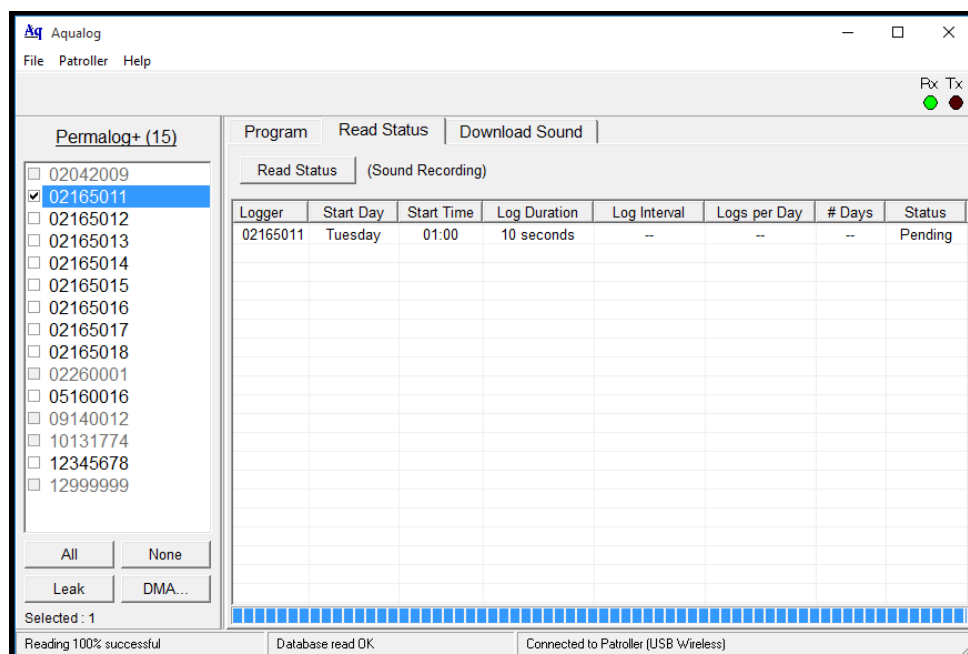 Aq Aqualog
File Patroller Help
Rx Tx
Permalog+ (15)
02042009
02165011
02165012
02165013
02165014
02165015
02165016
02165017
02165018
02260001
05160016
09140012
10131774
12345678
12999999
All None
Leak DMA...
Selected : 1
Program Read Status Download Sound
Read Status (Sound Recording)
Logger Start Day Start Time Log Duration Log Interval Logs per Day # Days Status
02165011 Tuesday 01:00 10 seconds -- -- -- Pending
Reading 100% successful Database read OK Connected to Patroller (USB Wireless)